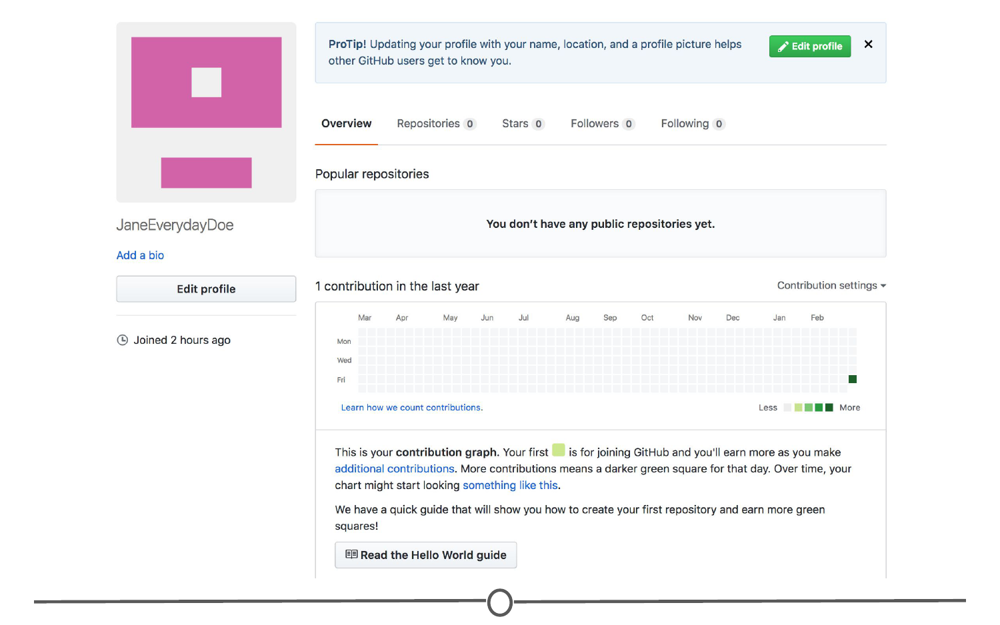 ProTip! Updating your profile with your name, location, and a profile picture helps
other GitHub users get to know you.
Edit profile
Overview
Repositories 0
Stars 0
Followers 0
Following 0
JaneEverydayDoe
Add a bio
Edit profile
Joined 2 hours ago
Popular repositories
You don't have any public repositories yet.
1 contribution in the last year
Contribution settings
Mar Apr May Jun Jul Aug Sep Oct Nov Dec Jan Feb
Mon
Wed
Fri
Learn how we count contributions.
Less More
This is your contribution graph. Your first is for joining GitHub and you'll earn more as you make
additional contributions. More contributions means a darker green square for that day. Over time, your
chart might start looking something like this.
We have a quick guide that will show you how to create your first repository and earn more green
squares!
Read the Hello World guide